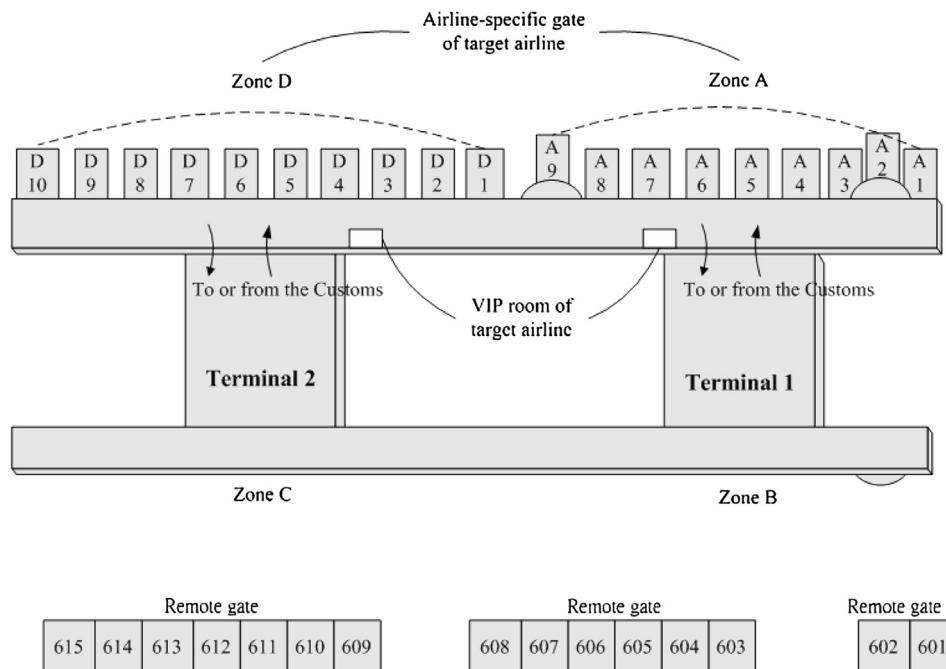 Airline-specific gate
of target airline
Zone D
Zone A
D 10 D 9 D 8 D 7 D 6 D 5 D 4 D 3 D 2 D 1 A 9 A 8 A 7 A 6 A 5 A 4 A 3 A 2 A 1
To or from the Customs
To or from the Customs
VIP room of
target airline
Terminal 2
Terminal 1
Zone C
Zone B
Remote gate
Remote gate
Remote gate
615 614 613 612 611 610 609
608 607 606 605 604 603
602 601